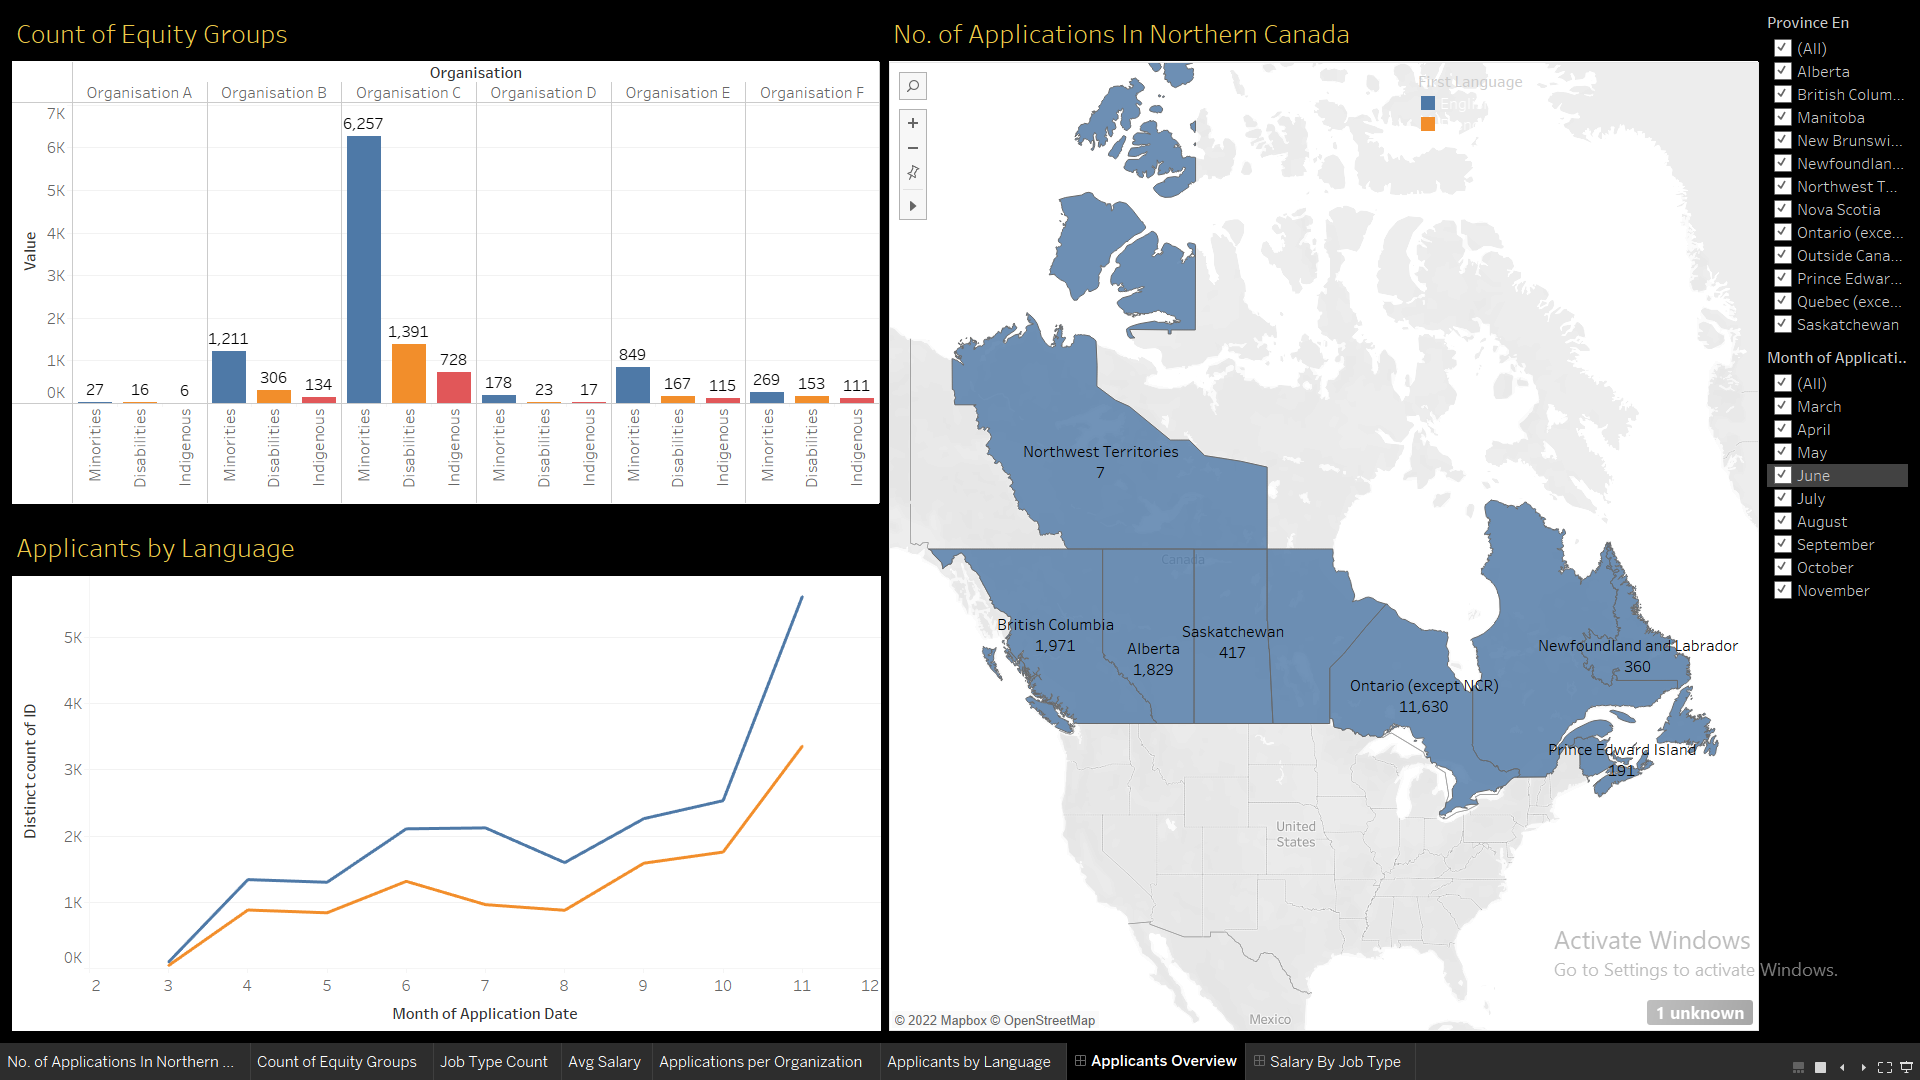 Count of Equity Groups
Organisation
Organisation A Organisation B Organisation C Organisation D Organisation E Organisation F
7K
6K
5K
4K
3K
2K
1K
0K
Value
27 16 6 1,211 306 134 6,257 1,391 728 178 23 17 849 167 115 269 153 111
Minorities Disabilities Indigenous Minorities Disabilities Indigenous Minorities Disabilities Indigenous Minorities Disabilities Indigenous Minorities Disabilities Indigenous Minorities Disabilities Indigenous
Applicants by Language
5K
4K
3K
2K
1K
0K
Distinct count of ID
2 3 4 5 6 7 8 9 10 11 12
Month of Application Date
No. of Applications In Northern Canada
First Language
Northwest Territories
7
Canada
British Columbia
1,971
Alberta
1,829
Saskatchewan
417
Ontario (except NCR)
11,630
Newfoundland and Labrador
360
Prince Edward Island
191
United
States
Mexico
© 2022 Mapbox © OpenStreetMap
1 unknown
Activate Windows
Go to Settings to activate Windows.
Province En
(All)
Alberta
British Colum...
Manitoba
New Brunswi...
Newfoundlan...
Northwest T...
Nova Scotia
Ontario (exce...
Outside Cana...
Prince Edwar...
Quebec (exce...
Saskatchewan
Month of Applicati..
(All)
March
April
May
June
July
August
September
October
November
No. of Applications In Northern ... Count of Equity Groups Job Type Count Avg Salary Applications per Organization Applicants by Language Applicants Overview Salary By Job Type